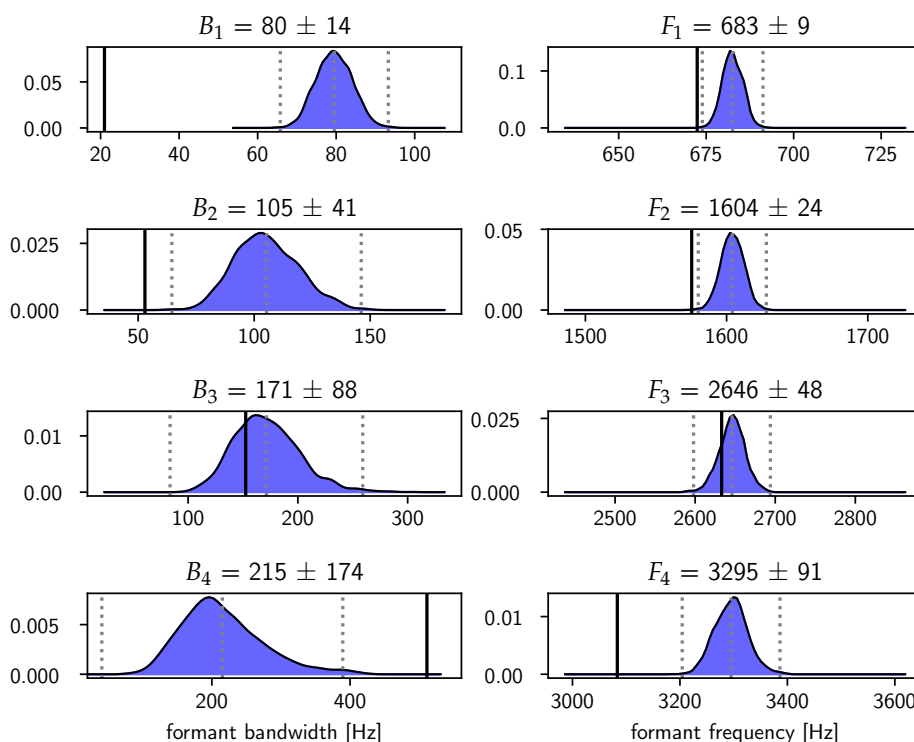 B₁ = 80 ± 14
F₁ = 683 ± 9
0.05
0.00
20 40 60 80 100
0.1
0.0
650 675 700 725
B₂ = 105 ± 41
F₂ = 1604 ± 24
0.025
0.000
50 100 150
0.05
0.00
1500 1600 1700
B₃ = 171 ± 88
F₃ = 2646 ± 48
0.01
0.00
100 200 300
0.025
0.000
2500 2600 2700 2800
B₄ = 215 ± 174
F₄ = 3295 ± 91
0.005
0.000
200 400
0.01
0.00
3000 3200 3400 3600
formant bandwidth [Hz]
formant frequency [Hz]